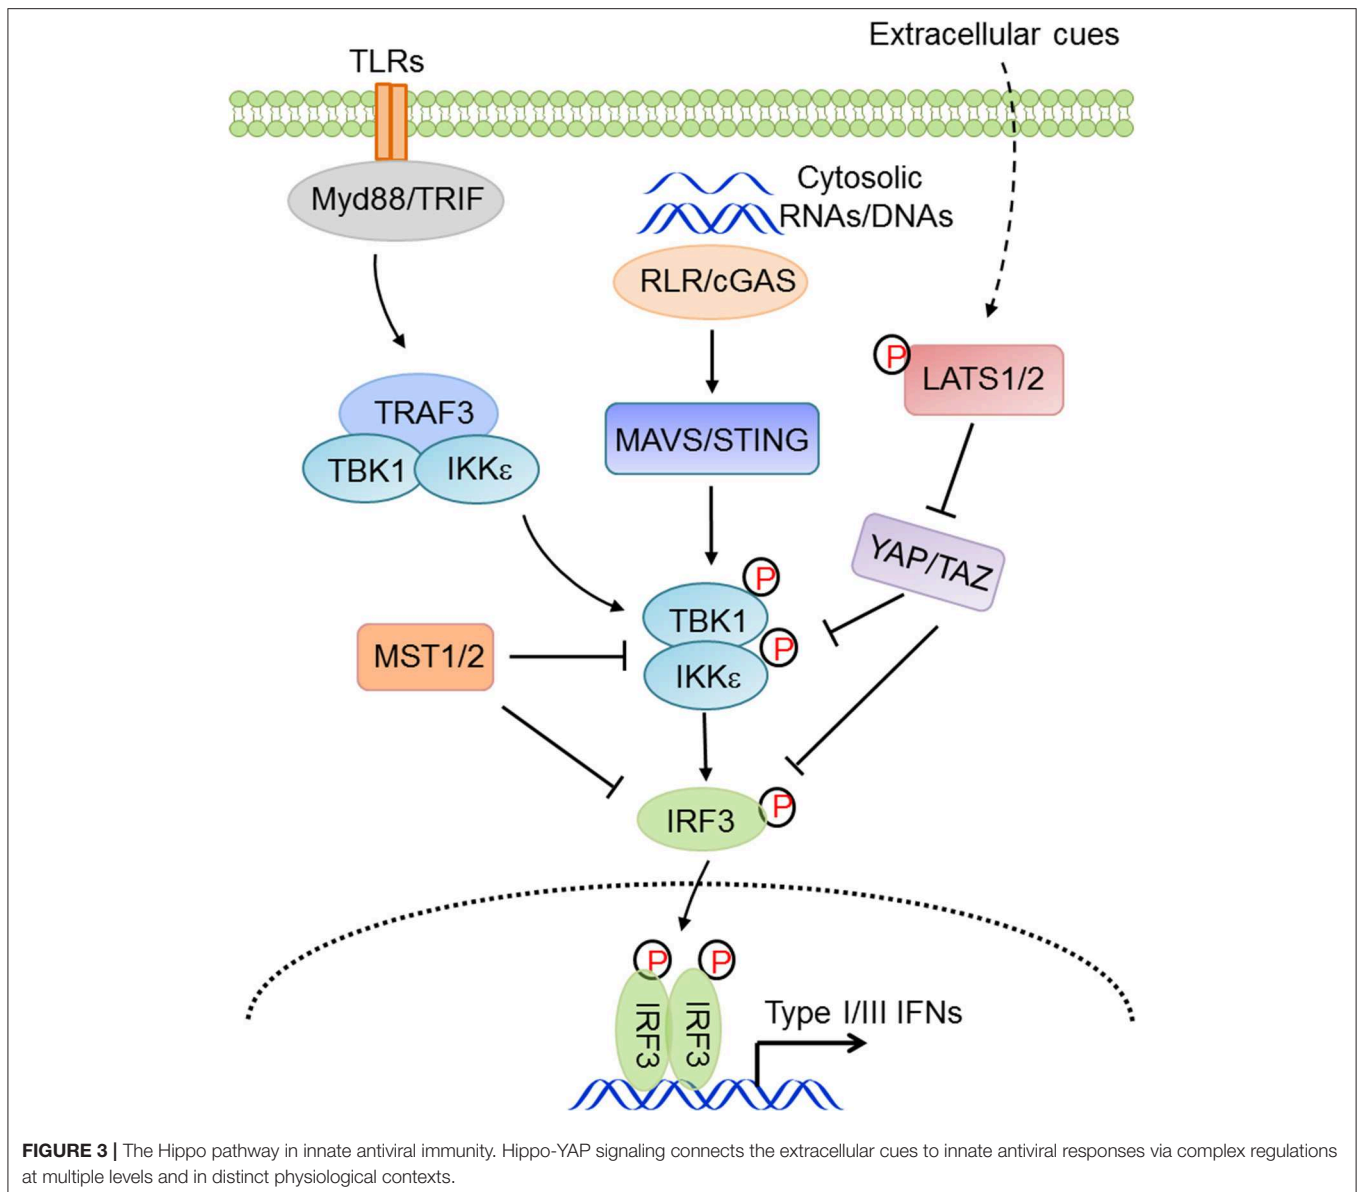 Extracellular cues
TLRs
Myd88/TRIF
Cytosolic
RNAs/DNAs
RLR/cGAS
P
LATS1/2
TRAF3
TBK1
IKKε
MAVS/STING
YAP/TAZ
P
TBK1
P
IKKε
MST1/2
IRF3
P
P
P
IRF3
IRF3
Type I/III IFNs
FIGURE 3 | The Hippo pathway in innate antiviral immunity. Hippo-YAP signaling connects the extracellular cues to innate antiviral responses via complex regulations
at multiple levels and in distinct physiological contexts.